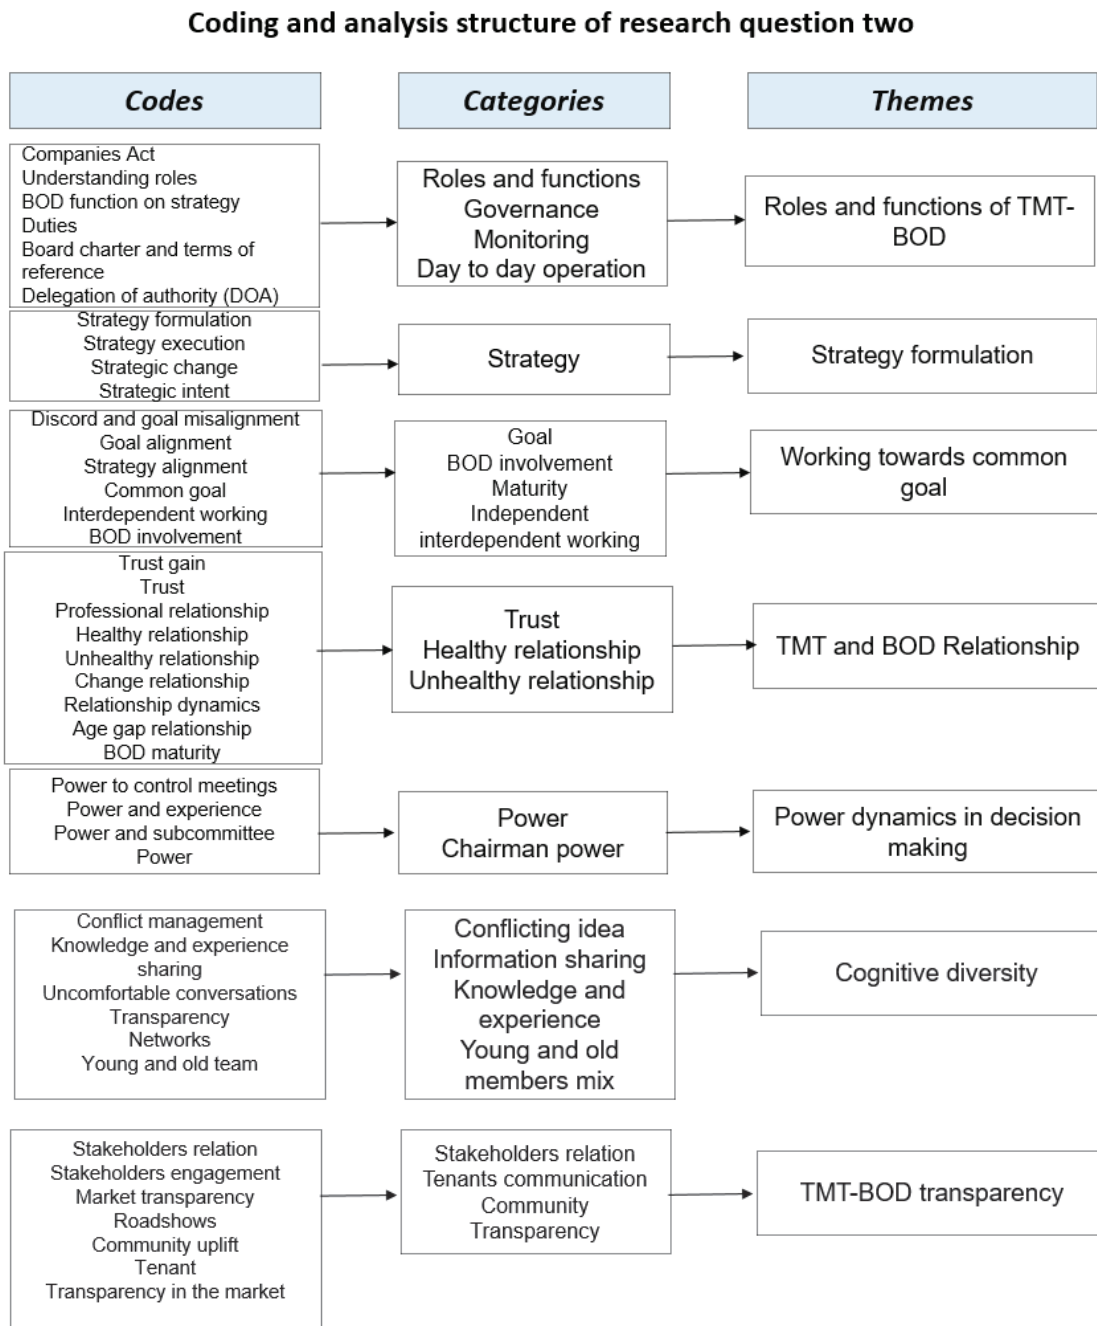 Coding and analysis structure of research question two
Codes
Categories
Themes
Companies Act
Understanding roles
BOD function on strategy
Duties
Board charter and terms of
reference
Delegation of authority (DOA)
Roles and functions
Governance
Monitoring
Day to day operation
Roles and functions of TMT-
BOD
Strategy formulation
Strategy execution
Strategic change
Strategic intent
Strategy
Strategy formulation
Discord and goal misalignment
Goal alignment
Strategy alignment
Common goal
Interdependent working
BOD involvement
Goal
BOD involvement
Maturity
Independent
interdependent working
Working towards common
goal
Trust gain
Trust
Professional relationship
Healthy relationship
Unhealthy relationship
Change relationship
Relationship dynamics
Age gap relationship
BOD maturity
Trust
Healthy relationship
Unhealthy relationship
TMT and BOD Relationship
Power to control meetings
Power and experience
Power and subcommittee
Power
Power
Chairman power
Power dynamics in decision
making
Conflict management
Knowledge and experience
sharing
Uncomfortable conversations
Transparency
Networks
Young and old team
Conflicting idea
Information sharing
Knowledge and
experience
Young and old
members mix
Cognitive diversity
Stakeholders relation
Stakeholders engagement
Market transparency
Roadshows
Community uplift
Tenant
Transparency in the market
Stakeholders relation
Tenants communication
Community
Transparency
TMT-BOD transparency